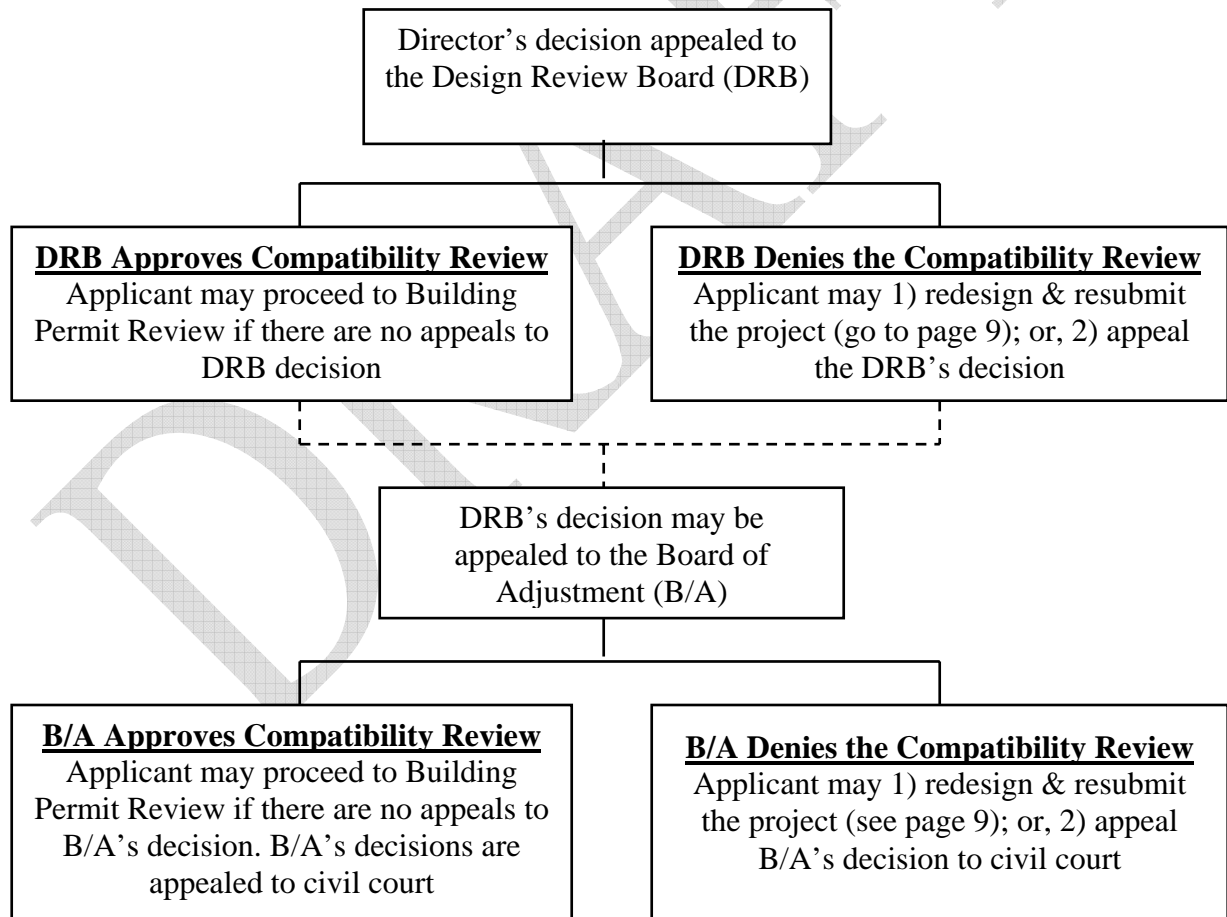 Director’s decision appealed to
the Design Review Board (DRB)
DRB Approves Compatibility Review
Applicant may proceed to Building
Permit Review if there are no appeals to
DRB decision
DRB Denies the Compatibility Review
Applicant may 1) redesign & resubmit
the project (go to page 9); or, 2) appeal
the DRB’s decision
DRB’s decision may be
appealed to the Board of
Adjustment (B/A)
B/A Approves Compatibility Review
Applicant may proceed to Building
Permit Review if there are no appeals to
B/A’s decision. B/A’s decisions are
appealed to civil court
B/A Denies the Compatibility Review
Applicant may 1) redesign & resubmit
the project (see page 9); or, 2) appeal
B/A’s decision to civil court